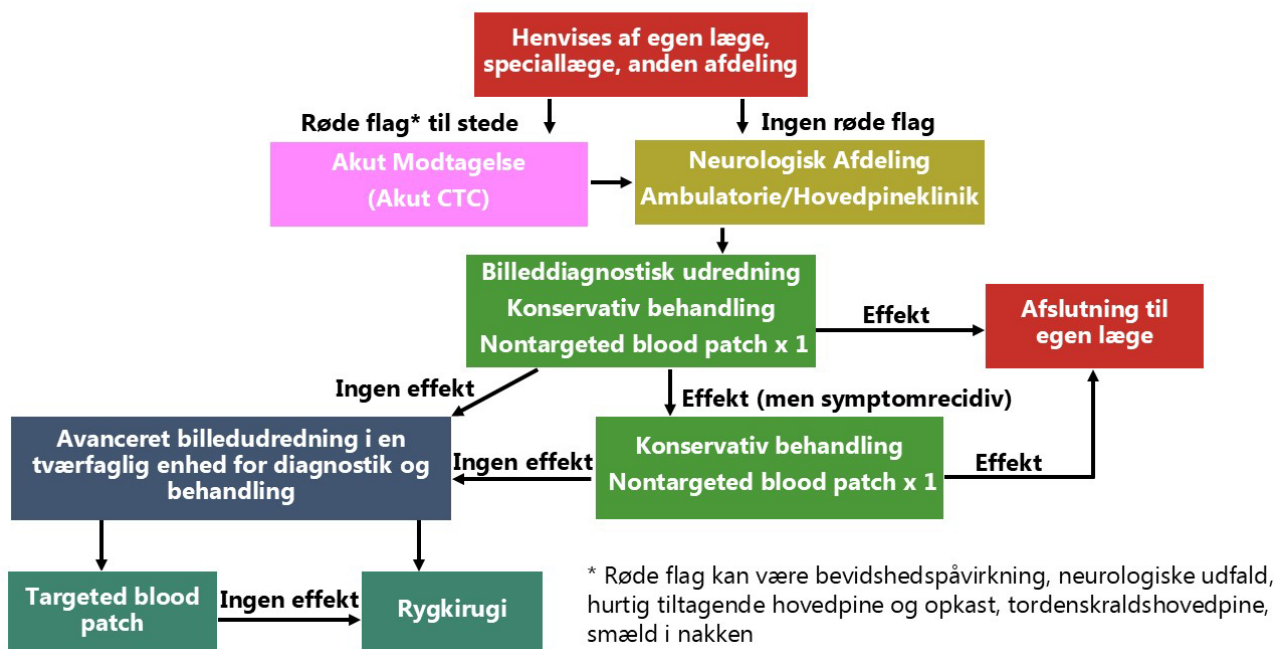 Henvises af egen læge,
speciallæge, anden afdeling
Røde flag* til stede
Ingen røde flag
Akut Modtagelse
(Akut CTC)
Neurologisk Afdeling
Ambulatorie/Hovedpineklinik
Billeddiagnostisk udredning
Konservativ behandling
Nontargeted blood patch x 1
Effekt
Afslutning til
egen læge
Ingen effekt
Effekt (men symptomrecidiv)
Avanceret billedudredning i en
tværfaglig enhed for diagnostik og
behandling
Ingen effekt
Konservativ behandling
Nontargeted blood patch x 1
Effekt
Targeted blood
patch
Ingen effekt
Rygkirugi
* Røde flag kan være bevidshedspåvirkning, neurologiske udfald,
hurtig tiltagende hovedpine og opkast, tordenskraldshovedpine,
smæld i nakken